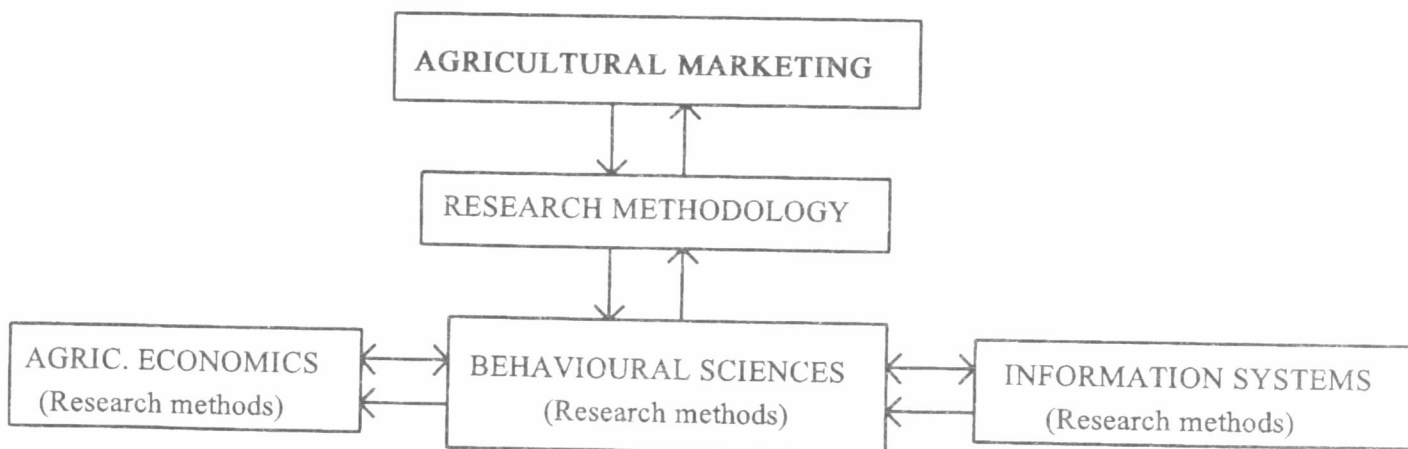 AGRICULTURAL MARKETING
RESEARCH METHODOLOGY
AGRIC. ECONOMICS
(Research methods)
BEHAVIOURAL SCIENCES
(Research methods)
INFORMATION SYSTEMS
(Research methods)